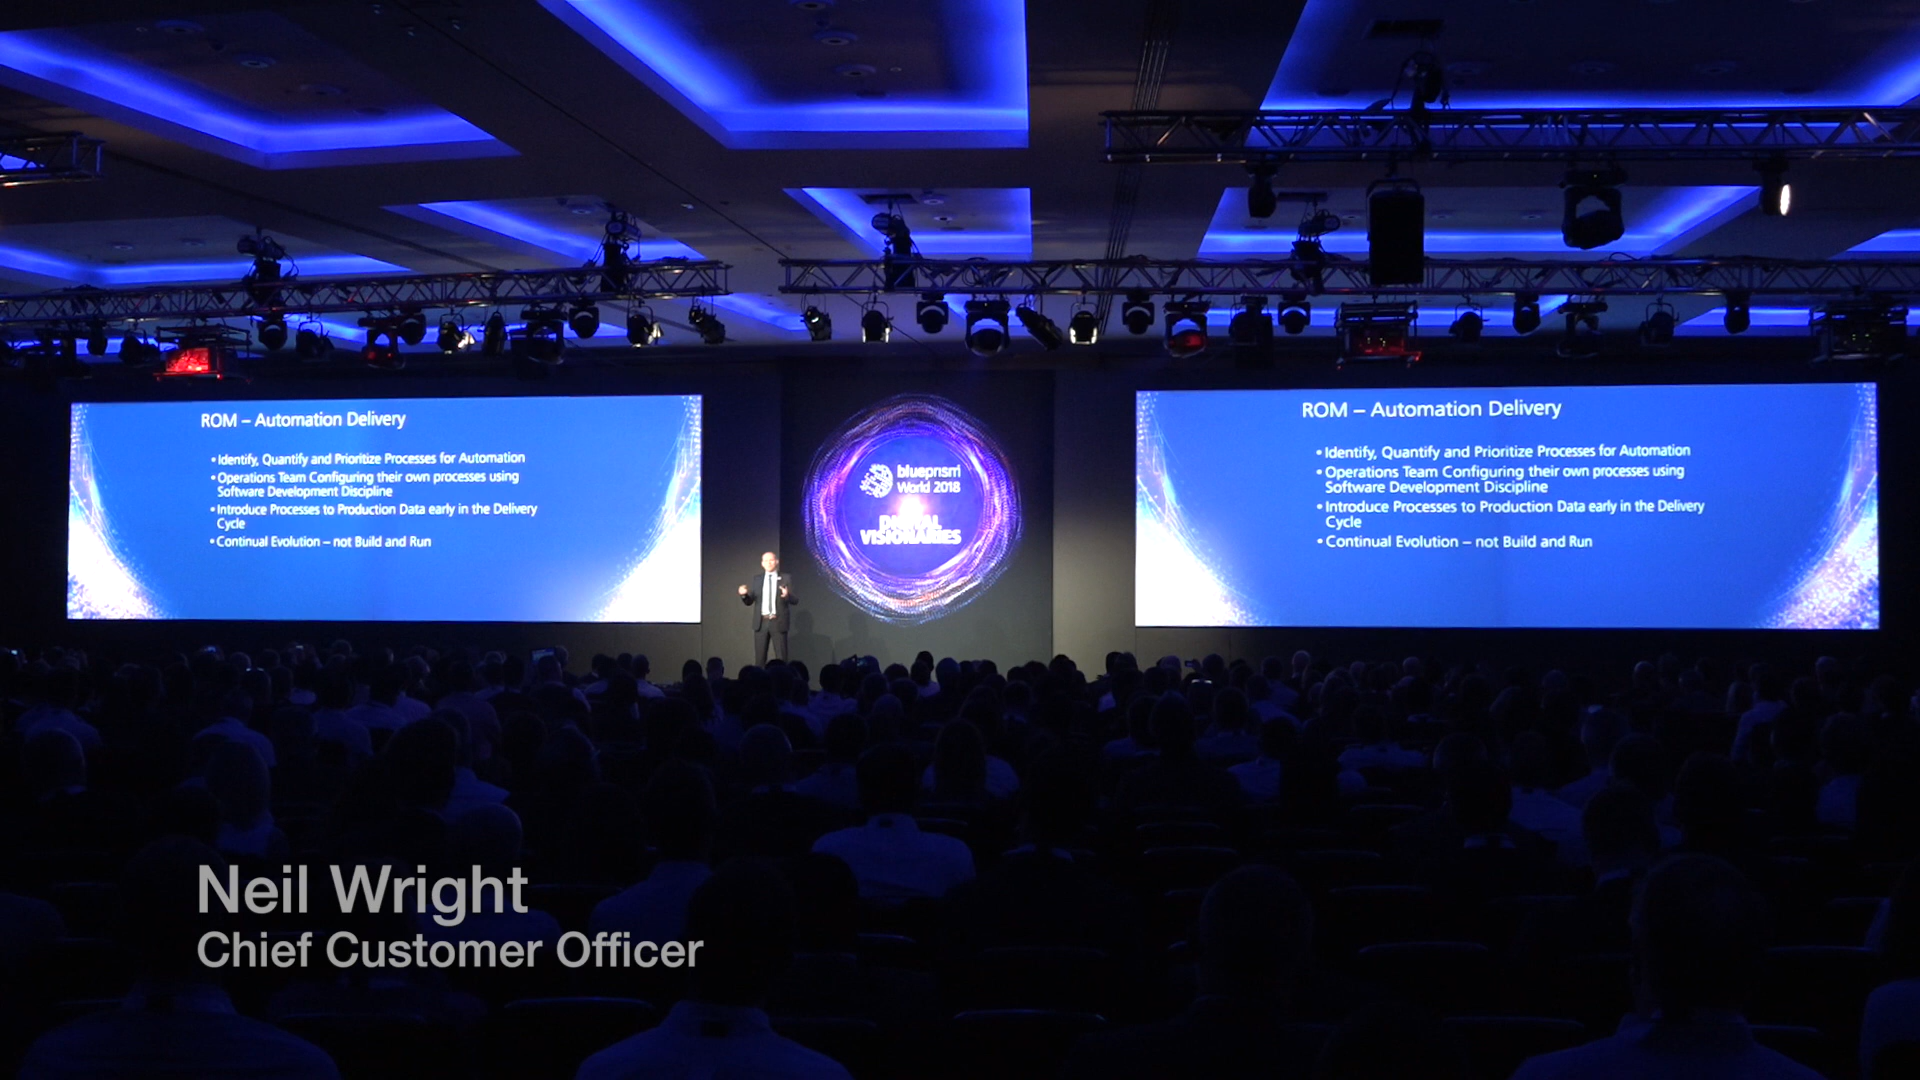 ROM – Automation Delivery
• Identify, Quantify and Prioritize Processes for Automation
• Operations Team Configuring their own processes using
Software Development Discipline
• Introduce Processes to Production Data early in the Delivery
Cycle
• Continual Evolution – not Build and Run
blueprism
World 2018
DIGITAL
VISIONARIES
ROM – Automation Delivery
• Identify, Quantify and Prioritize Processes for Automation
• Operations Team Configuring their own processes using
Software Development Discipline
• Introduce Processes to Production Data early in the Delivery
Cycle
• Continual Evolution – not Build and Run
Neil Wright
Chief Customer Officer